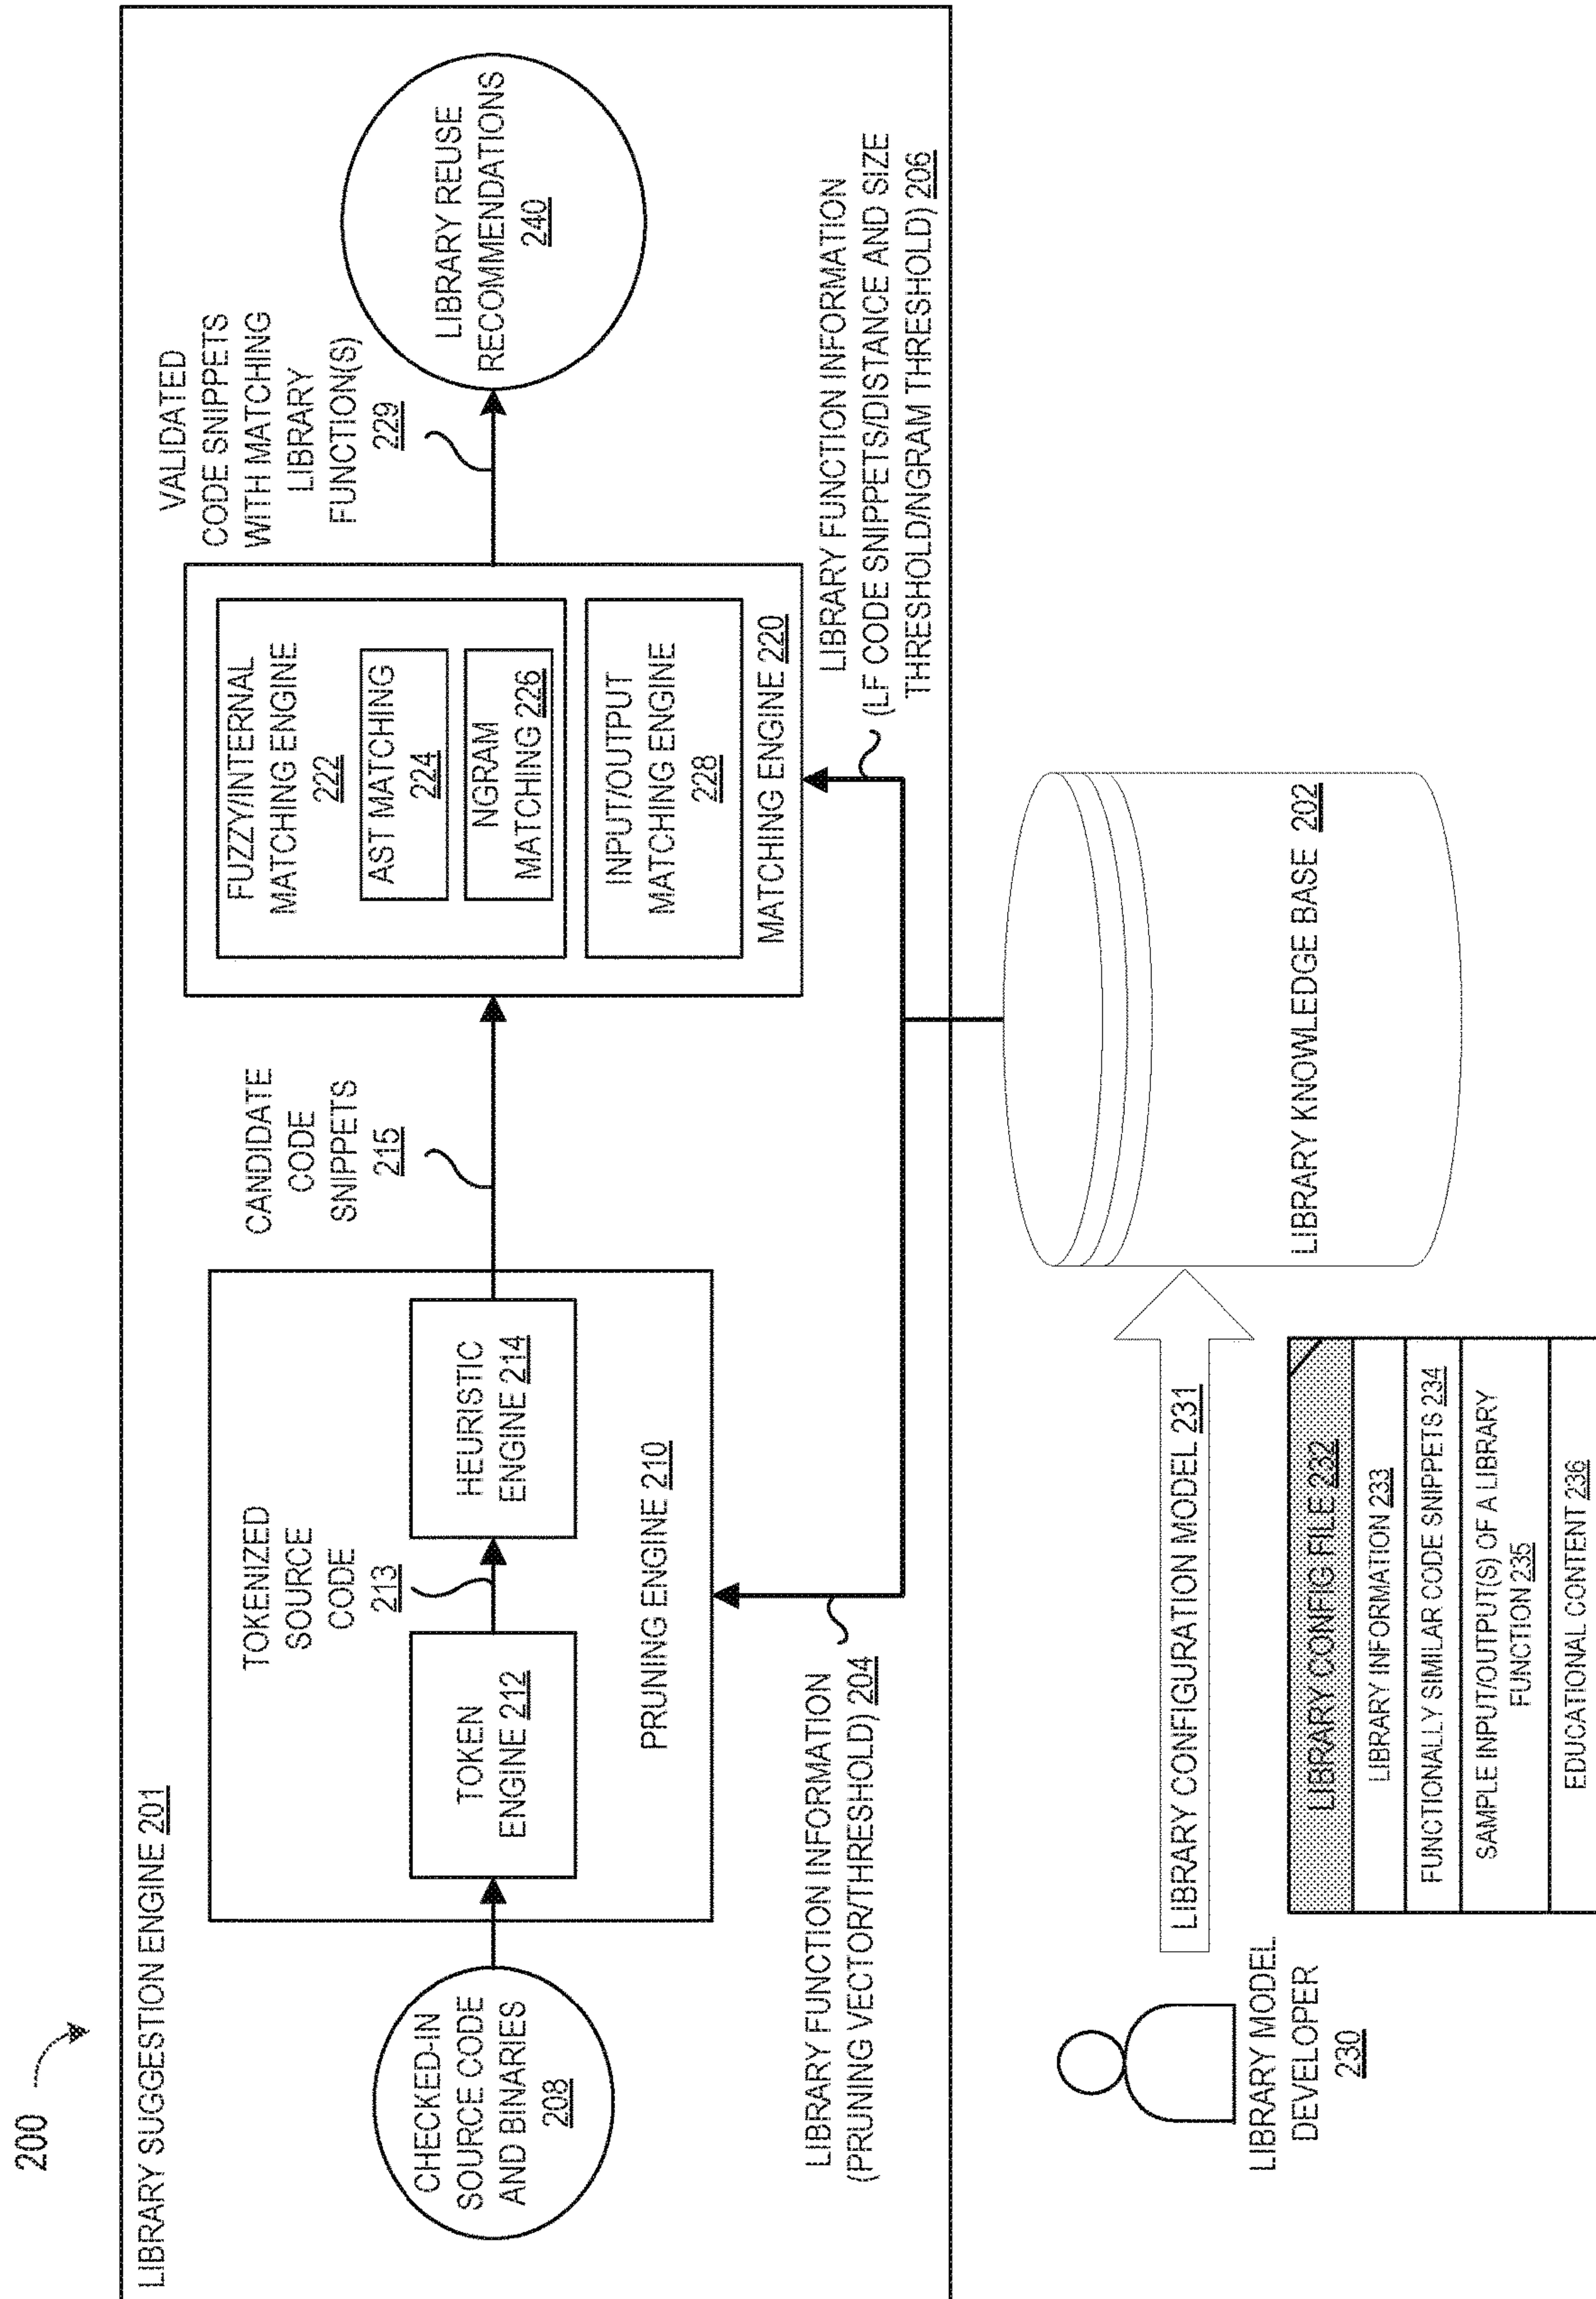 200
LIBRARY SUGGESTION ENGINE 201
CHECKED-IN
SOURCE CODE
AND BINARIES
208
TOKEN
ENGINE 212
TOKENIZED
SOURCE
CODE
213
HEURISTIC
ENGINE 214
PRUNING ENGINE 210
CANDIDATE
CODE
SNIPPETS
215
FUZZY/INTERNAL
MATCHING ENGINE
222
AST MATCHING
224
NGRAM
MATCHING 226
INPUT/OUTPUT
MATCHING ENGINE
228
MATCHING ENGINE 220
VALIDATED
CODE SNIPPETS
WITH MATCHING
LIBRARY
FUNCTION(S)
229
LIBRARY REUSE
RECOMMENDATIONS
240
LIBRARY FUNCTION INFORMATION
(PRUNING VECTOR/THRESHOLD) 204
LIBRARY FUNCTION INFORMATION
(LF CODE SNIPPETS/DISTANCE AND SIZE
THRESHOLD/NGRAM THRESHOLD) 206
LIBRARY MODEL
DEVELOPER
230
LIBRARY CONFIGURATION MODEL 231
LIBRARY CONFIG FILE 232
LIBRARY INFORMATION 233
FUNCTIONALLY SIMILAR CODE SNIPPETS 234
SAMPLE INPUT/OUTPUT(S) OF A LIBRARY
FUNCTION 235
EDUCATIONAL CONTENT 236
LIBRARY KNOWLEDGE BASE 202